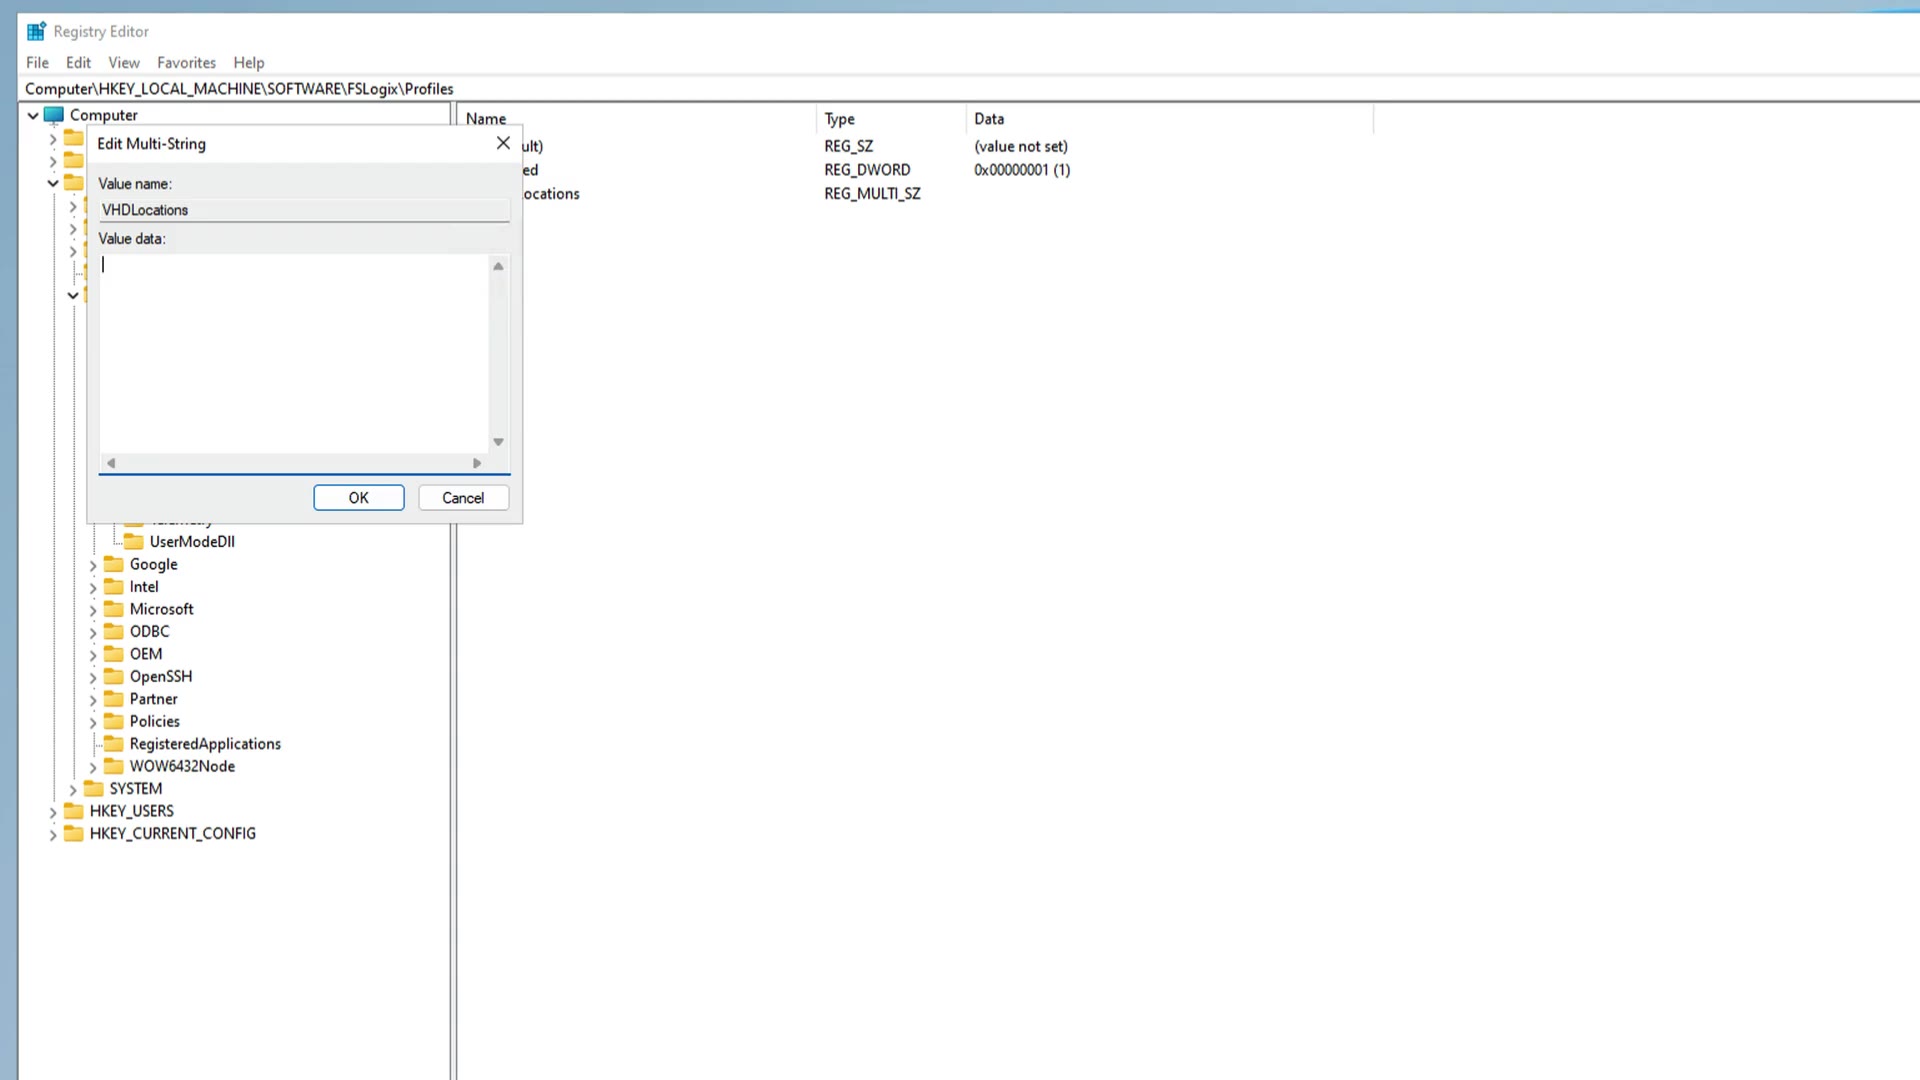 Registry Editor
File Edit View Favorites Help
Computer\HKEY_LOCAL_MACHINE\SOFTWARE\FSLogix\Profiles
Computer
Name Type Data
Edit Multi-String
ult) REG_SZ (value not set)
ed REG_DWORD 0x00000001 (1)
ocations REG_MULTI_SZ
Value name:
VHDLocations
Value data:
OK Cancel
UserModeDll
Google
Intel
Microsoft
ODBC
OEM
OpenSSH
Partner
Policies
RegisteredApplications
WOW6432Node
SYSTEM
HKEY_USERS
HKEY_CURRENT_CONFIG